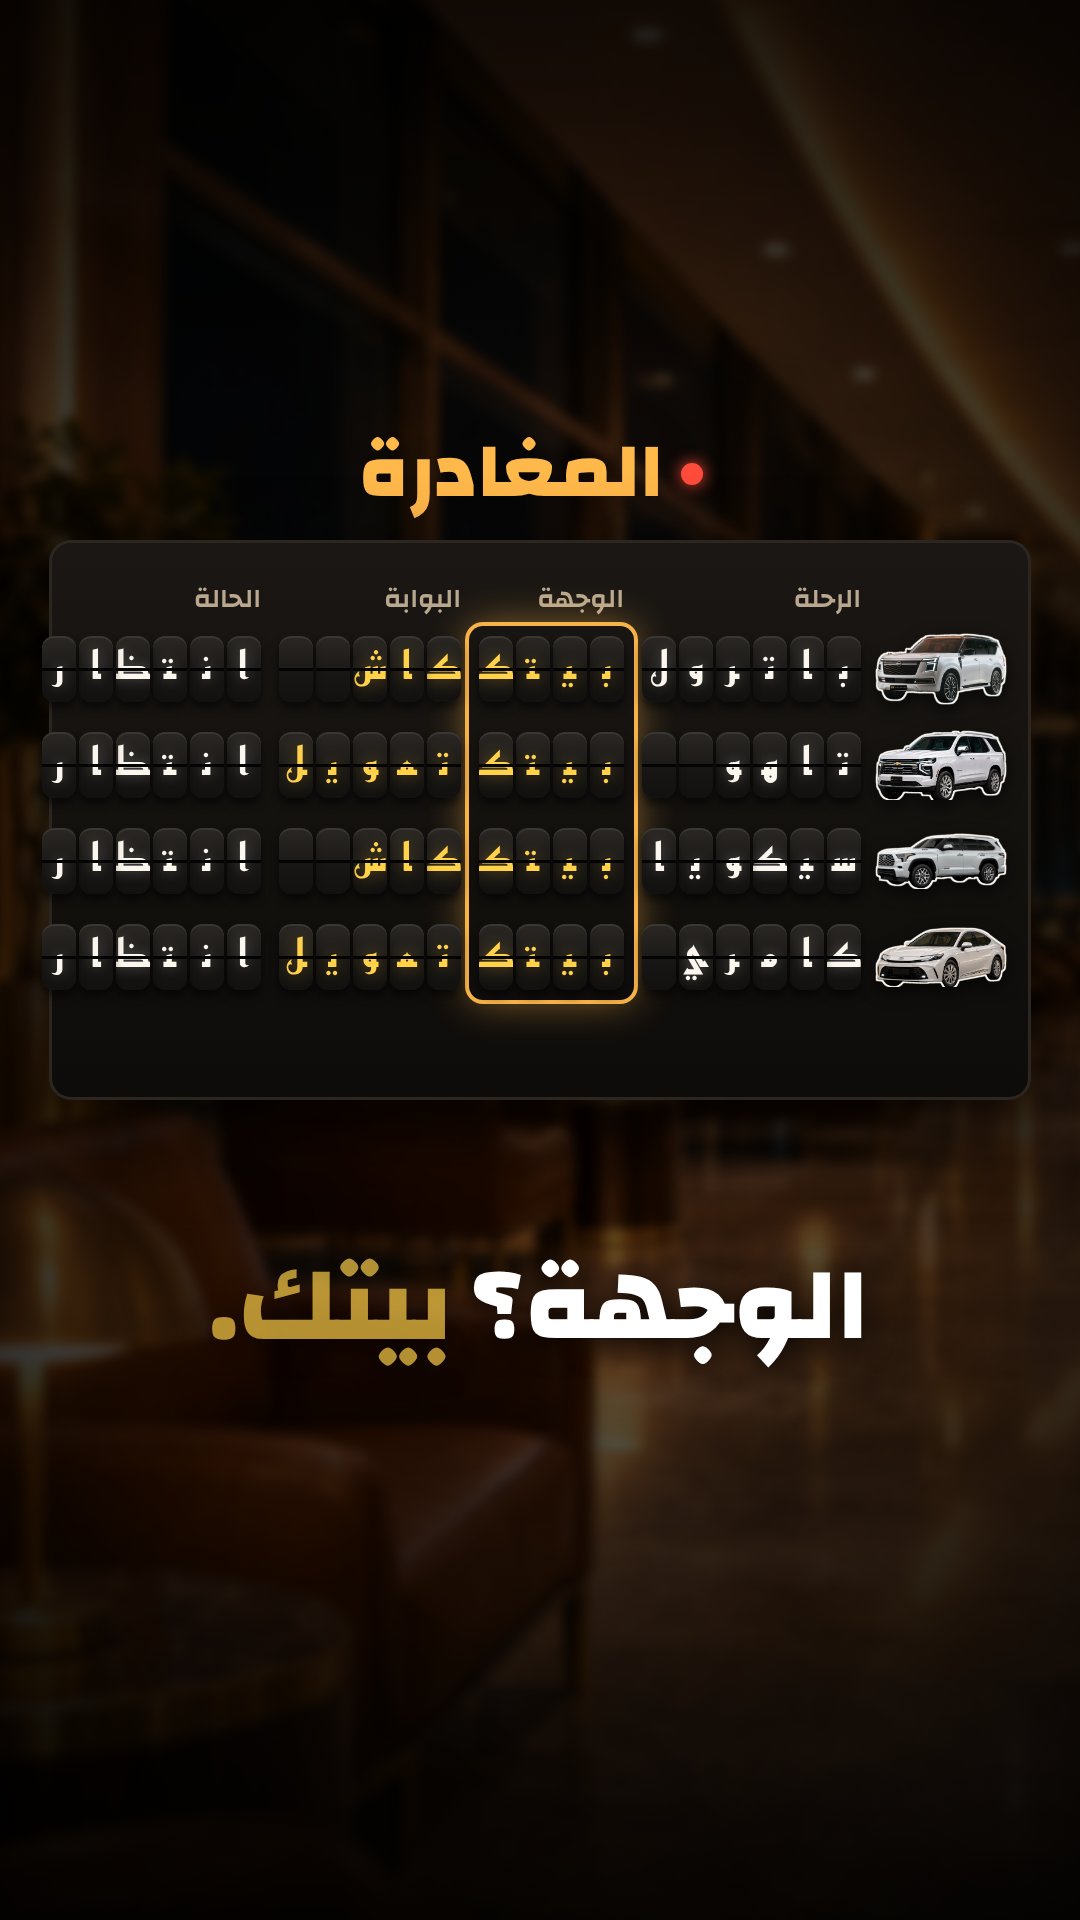 المغادرة
الرحلة الوجهة البوابة الحالة
باترول بيتك كاش انتظار
تاهو بيتك تمويل انتظار
سيكويا بيتك كاش انتظار
كامري بيتك تمويل انتظار
الوجهة؟ بيتك.